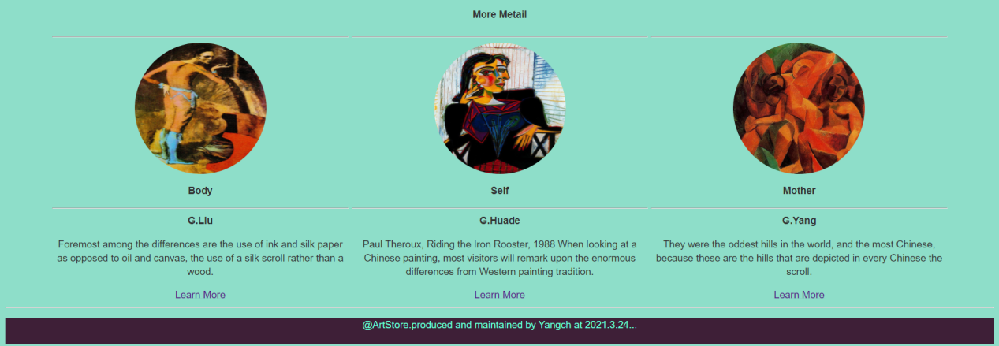 More Metail
Body
G.Liu
Foremost among the differences are the use of ink and silk paper
as opposed to oil and canvas, the use of a silk scroll rather than a
wood.
Learn More
Self
G.Huade
Paul Theroux, Riding the Iron Rooster, 1988 When looking at a
Chinese painting, most visitors will remark upon the enormous
differences from Western painting tradition.
Learn More
Mother
G.Yang
They were the oddest hills in the world, and the most Chinese,
because these are the hills that are depicted in every Chinese the
scroll.
Learn More
@ArtStore.produced and maintained by Yangch at 2021.3.24...